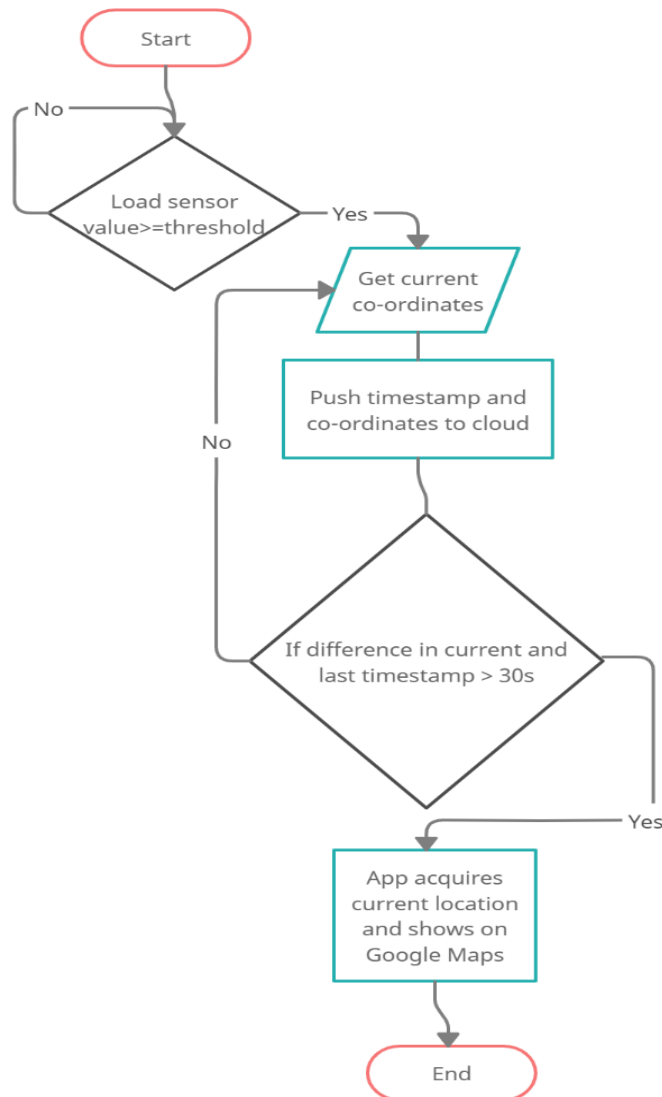 Start
No
Load sensor
value>=threshold
Yes
Get current
co-ordinates
Push timestamp and
co-ordinates to cloud
No
If difference in current and
last timestamp > 30s
Yes
App acquires
current location
and shows on
Google Maps
End